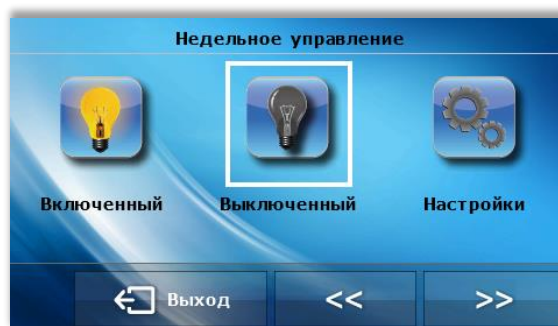 Недельное управление
Включенный Выключенный Настройки
Выход << >>